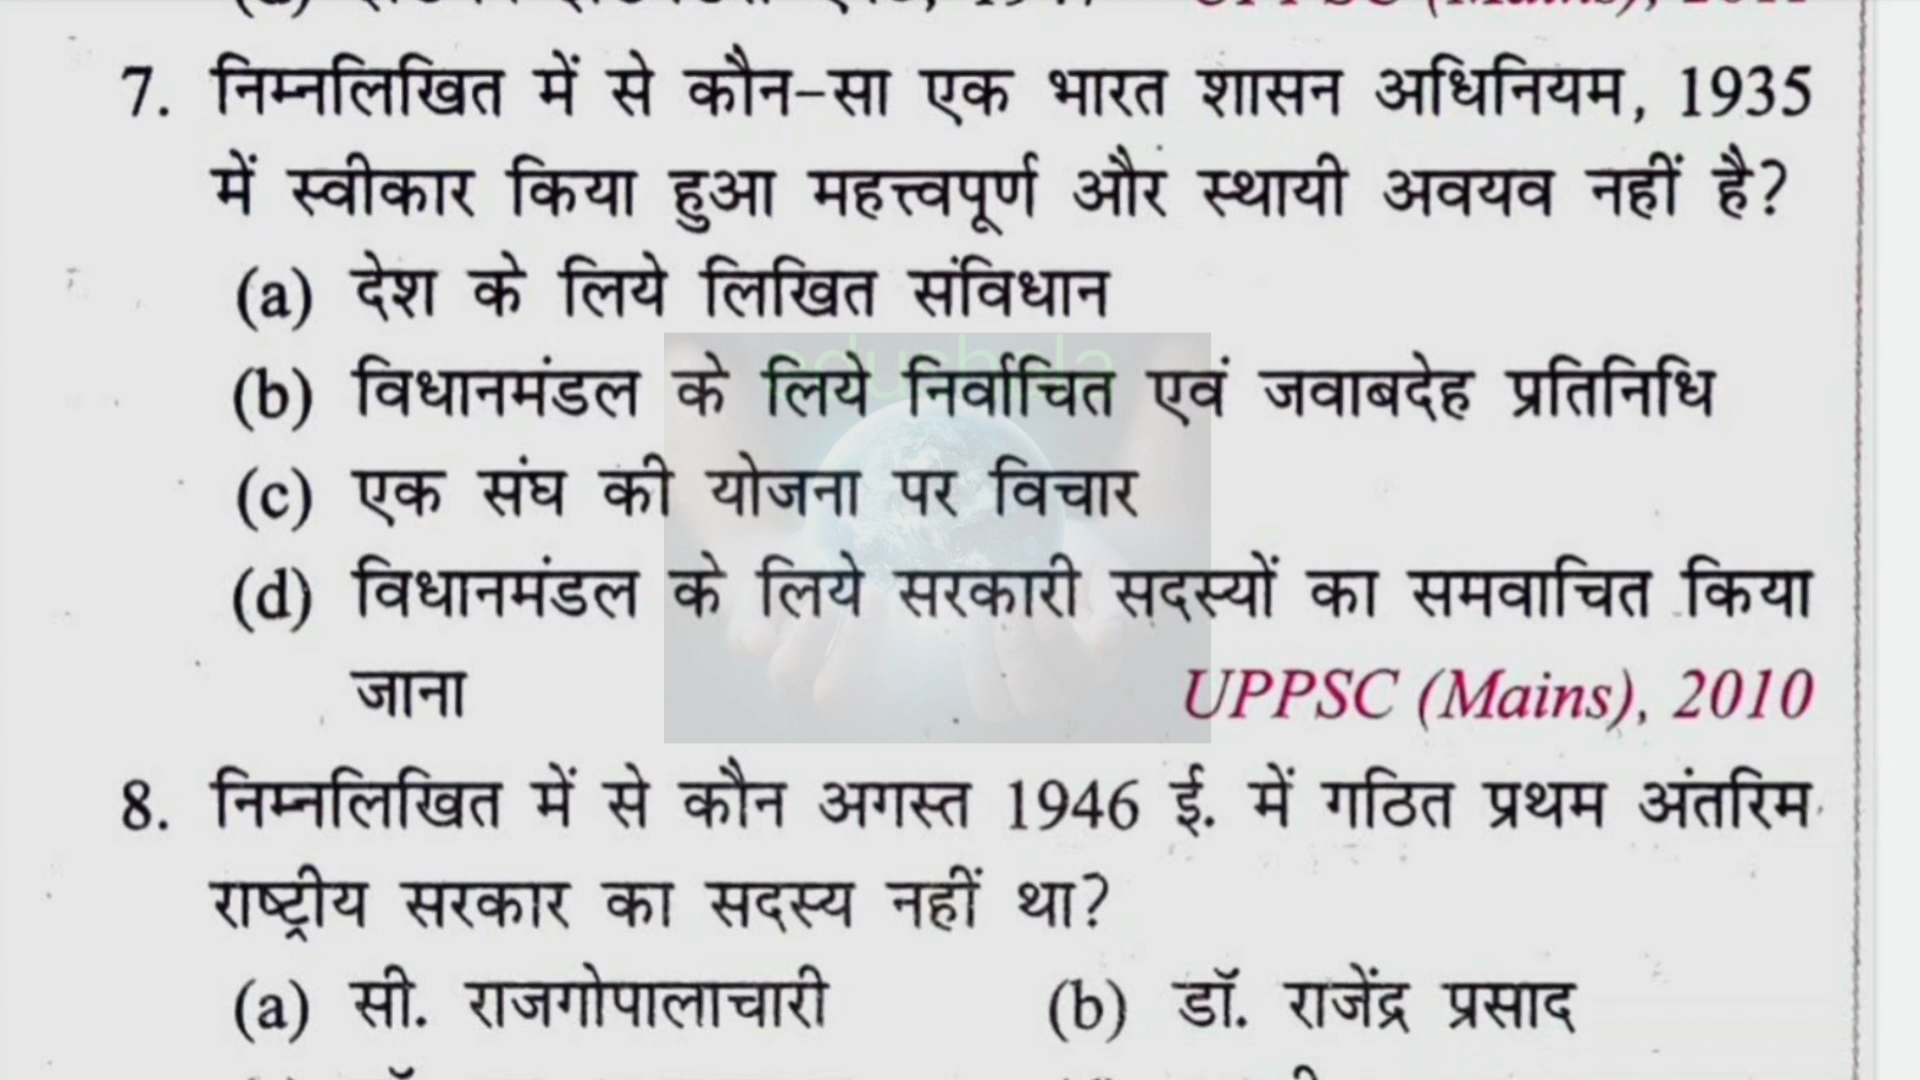 7. निम्नलिखित में से कौन-सा एक भारत शासन अधिनियम, 1935
में स्वीकार किया हुआ महत्त्वपूर्ण और स्थायी अवयव नहीं है?
(a) देश के लिये लिखित संविधान
(b) विधानमंडल के लिये निर्वाचित एवं जवाबदेह प्रतिनिधि
(c) एक संघ की योजना पर विचार
(d) विधानमंडल के लिये सरकारी सदस्यों का समवाचित किया
जाना UPPSC (Mains), 2010
8. निम्नलिखित में से कौन अगस्त 1946 ई. में गठित प्रथम अंतरिम
राष्ट्रीय सरकार का सदस्य नहीं था?
(a) सी. राजगोपालाचारी (b) डॉ. राजेंद्र प्रसाद